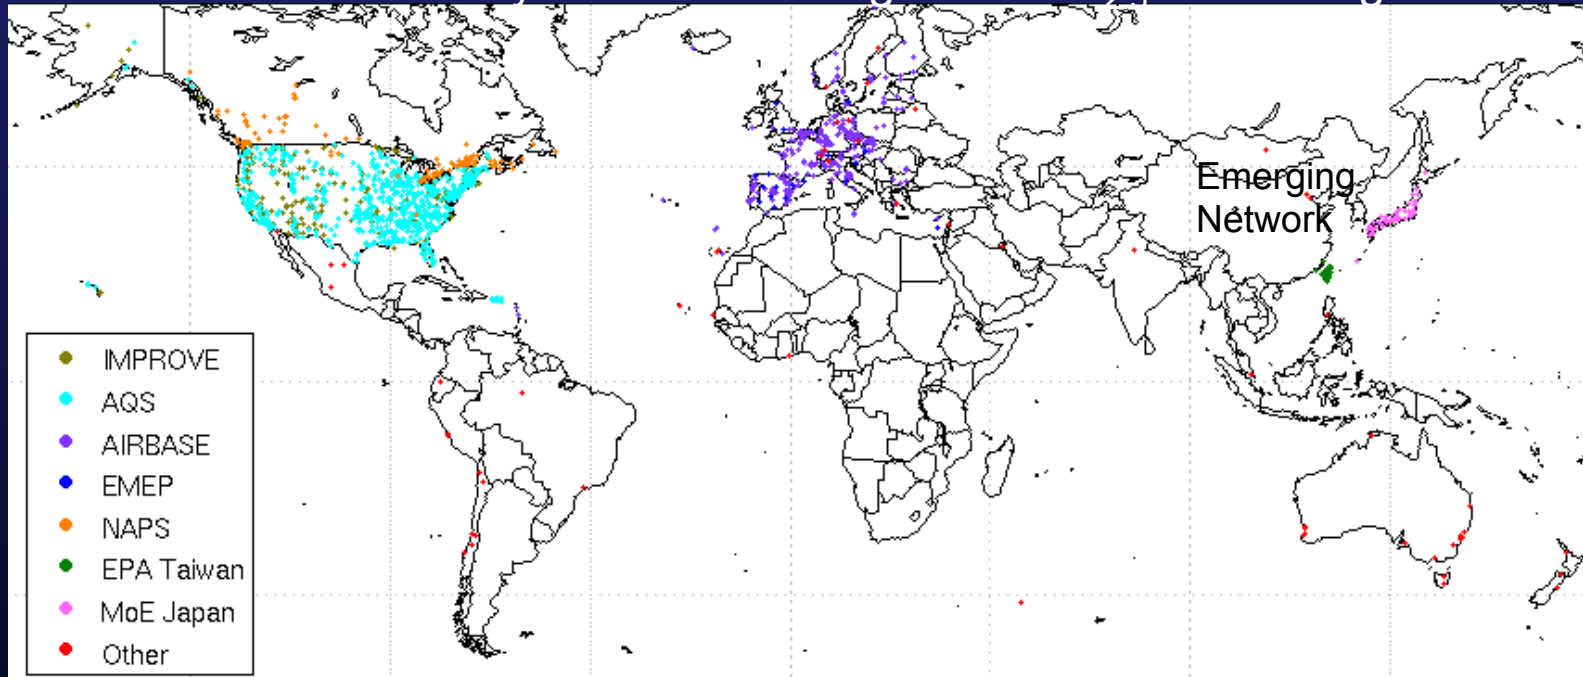 Emerging
Network
IMPROVE
AQS
AIRBASE
EMEP
NAPS
EPA Taiwan
MoE Japan
Other